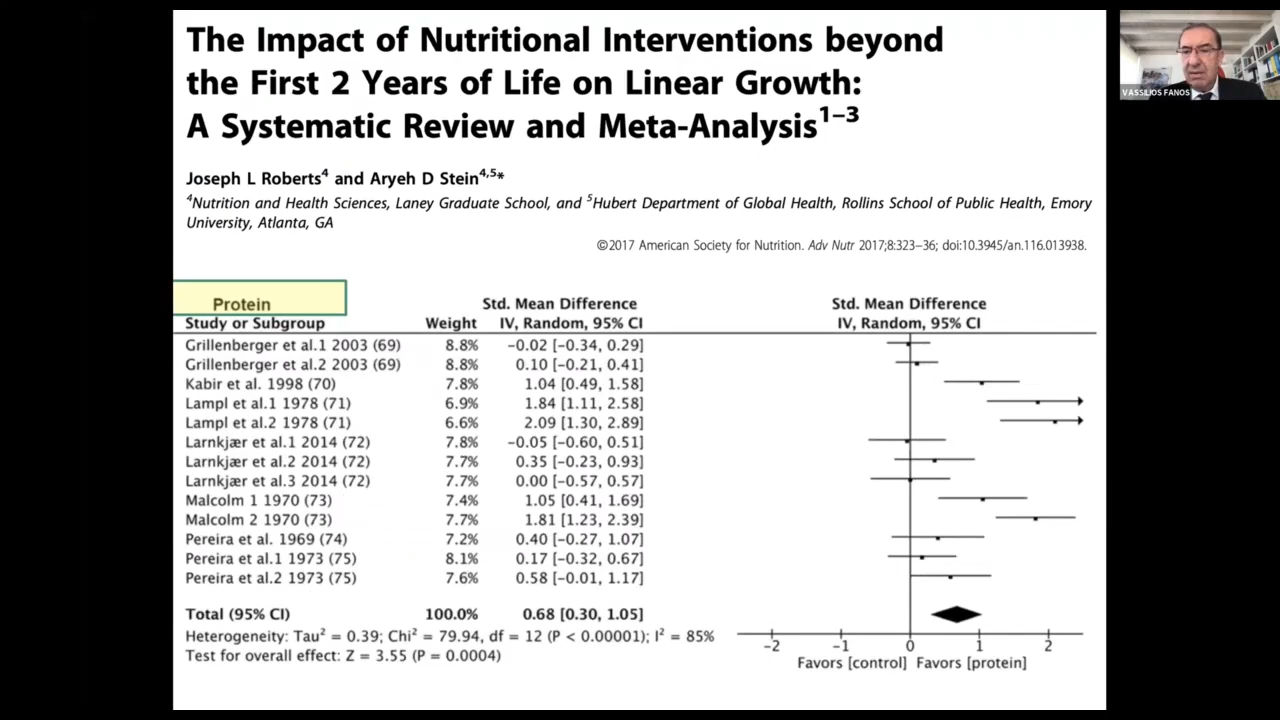 The Impact of Nutritional Interventions beyond
the First 2 Years of Life on Linear Growth:
A Systematic Review and Meta-Analysis¹⁻³
VASSILIOS FANOS
Joseph L Roberts⁴ and Aryeh D Stein⁴,⁵*
⁴Nutrition and Health Sciences, Laney Graduate School, and ⁵Hubert Department of Global Health, Rollins School of Public Health, Emory
University, Atlanta, GA
©2017 American Society for Nutrition. Adv Nutr 2017;8:323–36; doi:10.3945/an.116.013938.
Protein Std. Mean Difference Std. Mean Difference
Study or Subgroup Weight IV, Random, 95% CI IV, Random, 95% CI
Grillenberger et al.1 2003 (69) 8.8% −0.02 [−0.34, 0.29]
Grillenberger et al.2 2003 (69) 8.8% 0.10 [−0.21, 0.41]
Kabir et al. 1998 (70) 7.8% 1.04 [0.49, 1.58]
Lampl et al.1 1978 (71) 6.9% 1.84 [1.11, 2.58]
Lampl et al.2 1978 (71) 6.6% 2.09 [1.30, 2.89]
Larnkjær et al.1 2014 (72) 7.8% −0.05 [−0.60, 0.51]
Larnkjær et al.2 2014 (72) 7.7% 0.35 [−0.23, 0.93]
Larnkjær et al.3 2014 (72) 7.7% 0.00 [−0.57, 0.57]
Malcolm 1 1970 (73) 7.4% 1.05 [0.41, 1.69]
Malcolm 2 1970 (73) 7.7% 1.81 [1.23, 2.39]
Pereira et al. 1969 (74) 7.2% 0.40 [−0.27, 1.07]
Pereira et al.1 1973 (75) 8.1% 0.17 [−0.32, 0.67]
Pereira et al.2 1973 (75) 7.6% 0.58 [−0.01, 1.17]
Total (95% CI) 100.0% 0.68 [0.30, 1.05]
Heterogeneity: Tau² = 0.39; Chi² = 79.94, df = 12 (P < 0.00001); I² = 85%
Test for overall effect: Z = 3.55 (P = 0.0004)
−2 −1 0 1 2
Favors [control] Favors [protein]